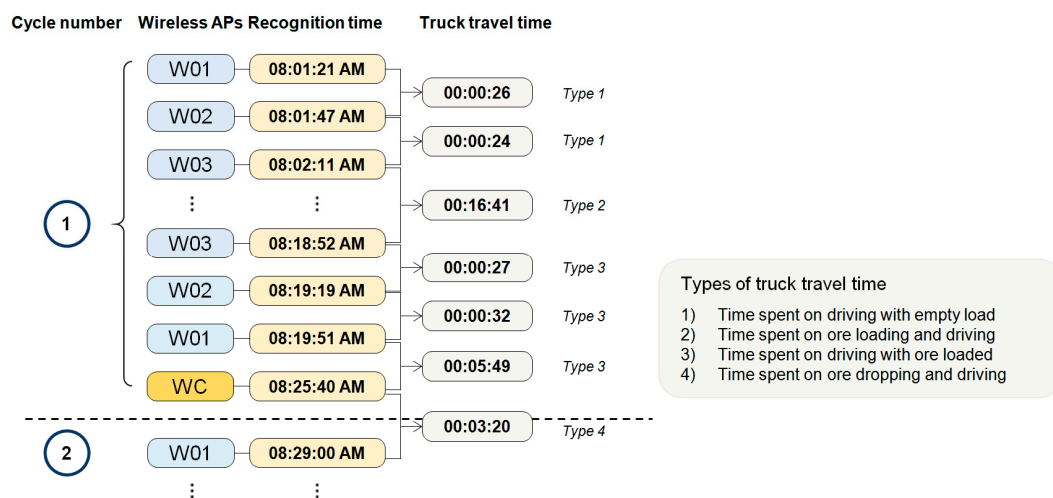 Cycle number Wireless APs Recognition time Truck travel time
W01 08:01:21 AM
00:00:26 Type 1
W02 08:01:47 AM
00:00:24 Type 1
W03 08:02:11 AM
⋮ ⋮
00:16:41 Type 2
1
W03 08:18:52 AM
00:00:27 Type 3
W02 08:19:19 AM
00:00:32 Type 3
W01 08:19:51 AM
00:05:49 Type 3
WC 08:25:40 AM
00:03:20 Type 4
2
W01 08:29:00 AM
⋮ ⋮
Types of truck travel time
1) Time spent on driving with empty load
2) Time spent on ore loading and driving
3) Time spent on driving with ore loaded
4) Time spent on ore dropping and driving